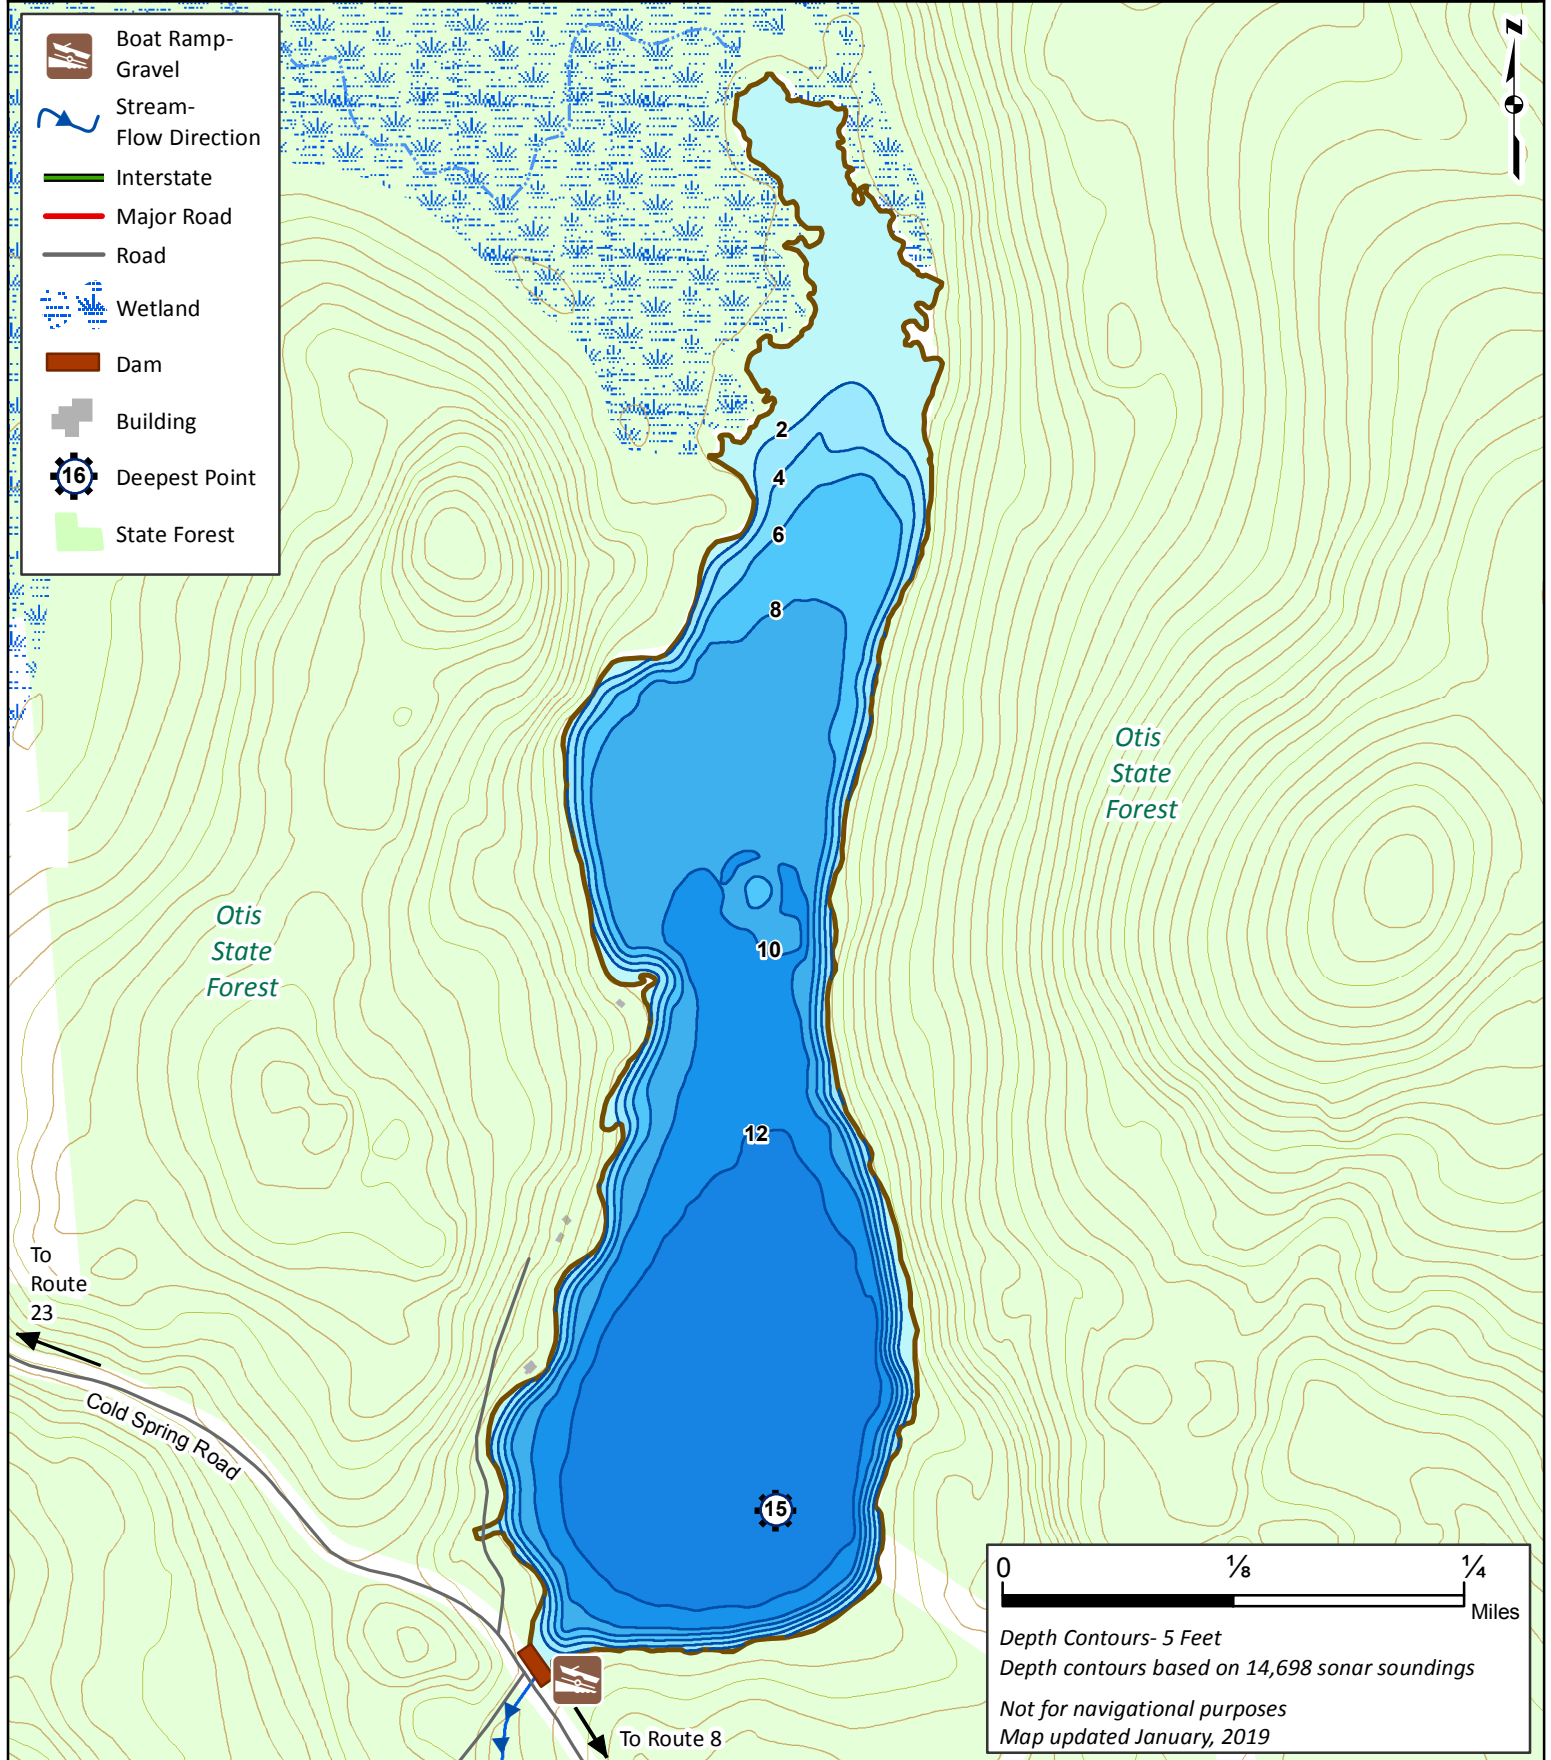 Boat Ramp-
Gravel
Stream-
Flow Direction
Interstate
Major Road
Road
Wetland
Dam
Building
16
Deepest Point
State Forest
N
2
4
6
8
10
12
15
Otis
State
Forest
Otis
State
Forest
To
Route
23
Cold Spring Road
To Route 8
0 ⅛ ¼
Miles
Depth Contours- 5 Feet
Depth contours based on 14,698 sonar soundings
Not for navigational purposes
Map updated January, 2019